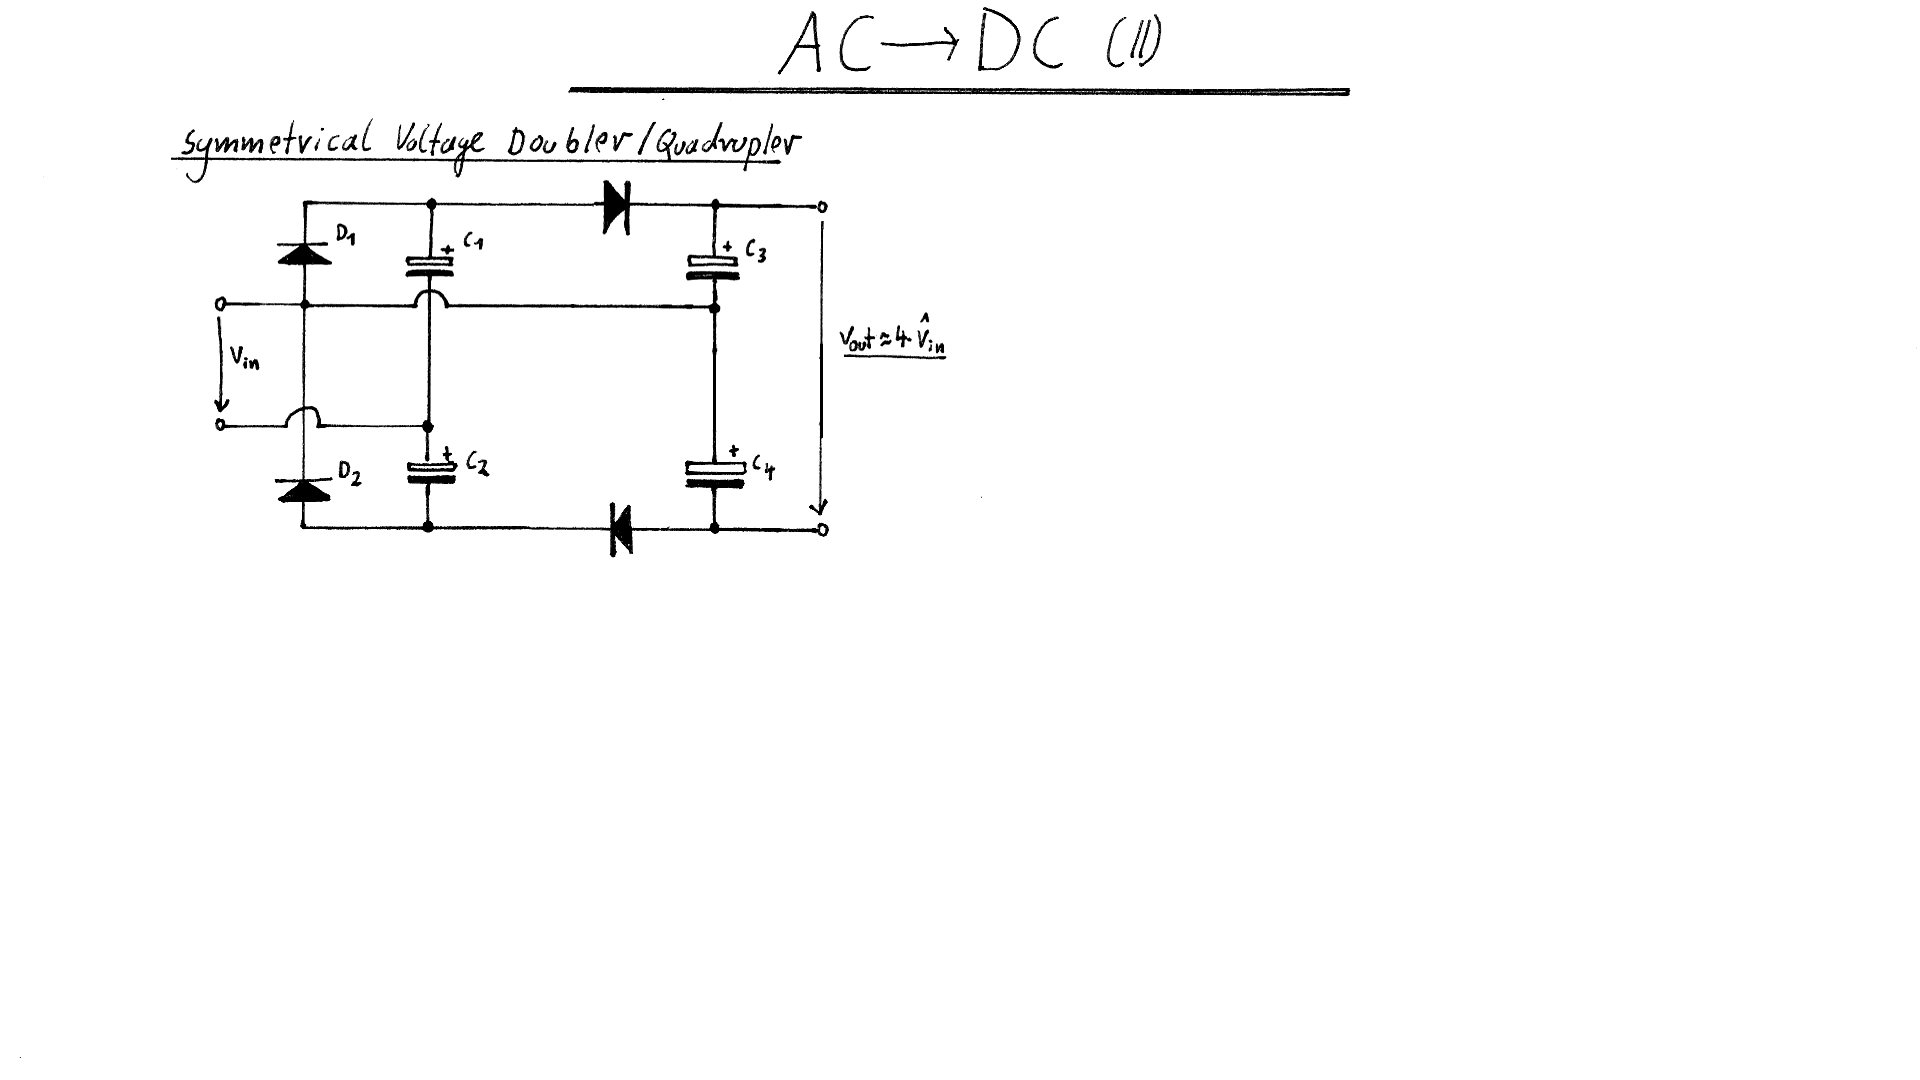 AC→DC (II)
Symmetrical Voltage Doubler/Quadrupler
D1
+ C1
+ C3
Vin
Vout ≈ 4 V̂in
D2
+ C2
+ C4